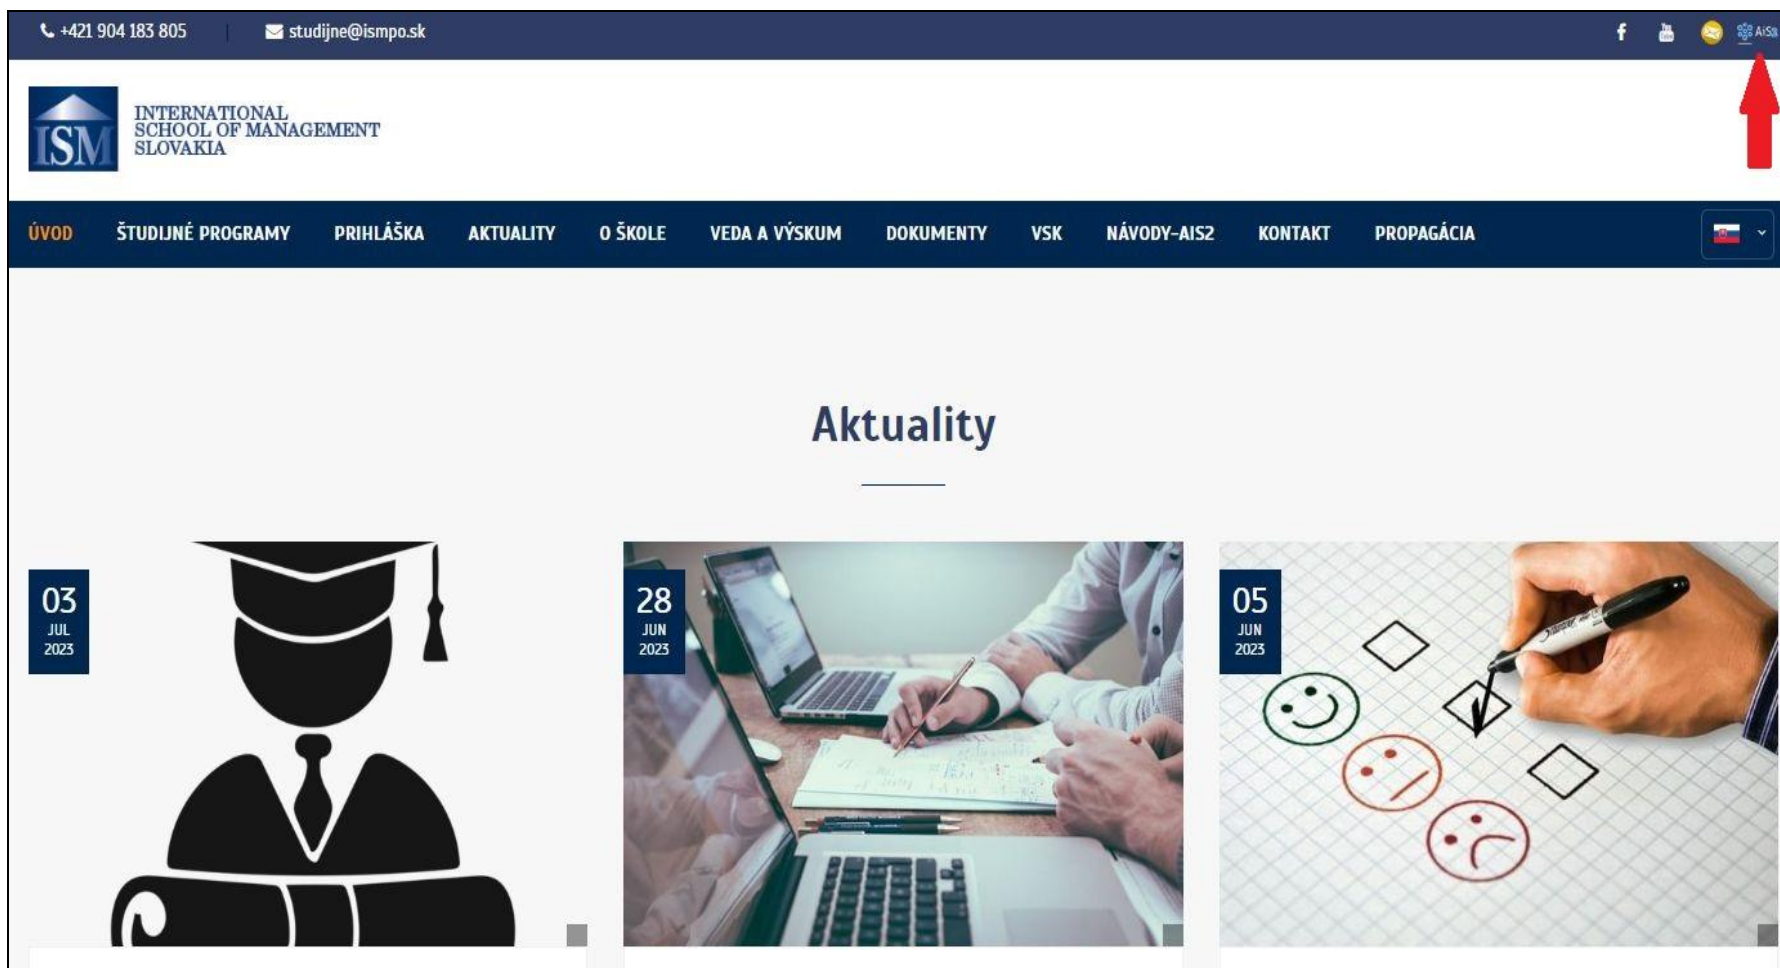 +421 904 183 805
studijne@ismpo.sk
AiS2
ISM
INTERNATIONAL
SCHOOL OF MANAGEMENT
SLOVAKIA
ÚVOD ŠTUDIJNÉ PROGRAMY PRIHLÁŠKA AKTUALITY O ŠKOLE VEDA A VÝSKUM DOKUMENTY VSK NÁVODY-AIS2 KONTAKT PROPAGÁCIA
Aktuality
03
JUL
2023
28
JUN
2023
05
JUN
2023